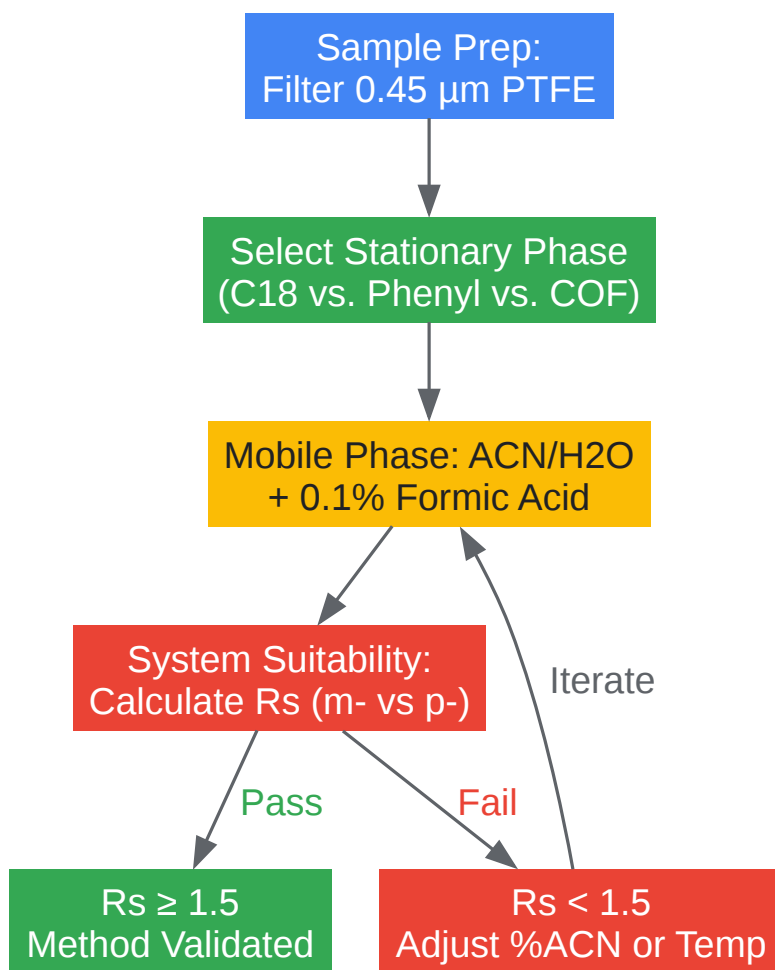 Sample Prep:
Filter 0.45 µm PTFE
Select Stationary Phase
(C18 vs. Phenyl vs. COF)
Mobile Phase: ACN/H2O
+ 0.1% Formic Acid
System Suitability:
Calculate Rs (m- vs p-)
Iterate
Pass
Fail
Rs ≥ 1.5
Method Validated
Rs < 1.5
Adjust %ACN or Temp